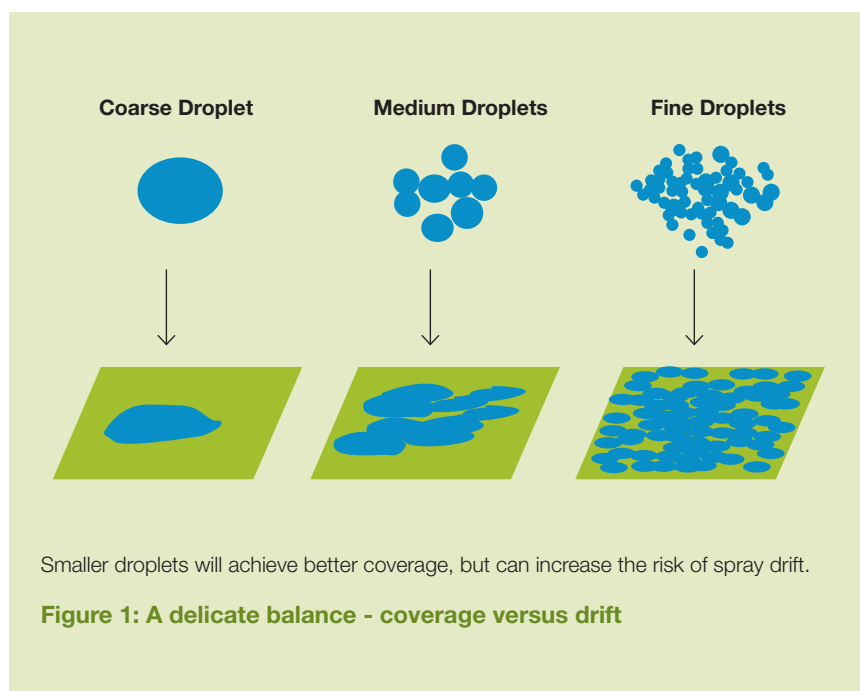 Coarse Droplet Medium Droplets Fine Droplets
Smaller droplets will achieve better coverage, but can increase the risk of spray drift.
Figure 1: A delicate balance - coverage versus drift